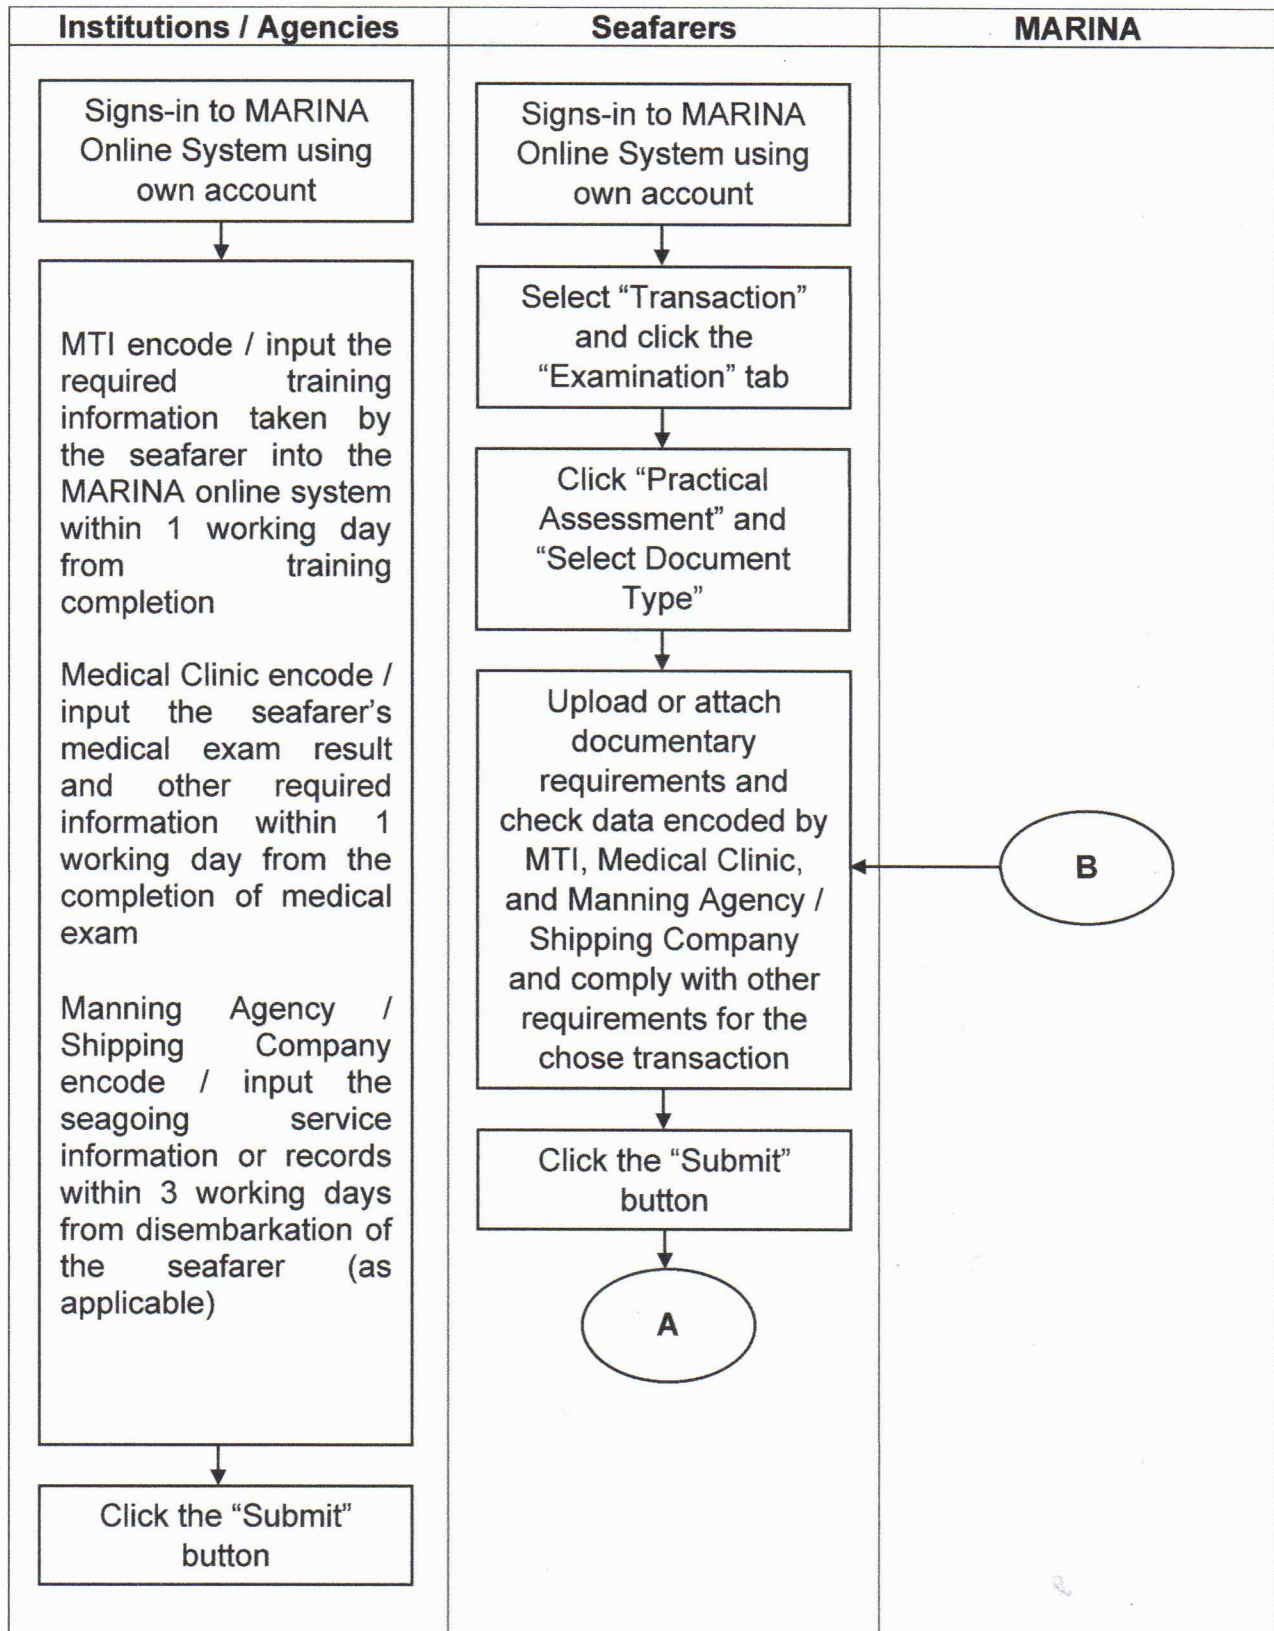 Institutions / Agencies
Seafarers
MARINA
Signs-in to MARINA
Online System using
own account
MTI encode / input the
required training
information taken by
the seafarer into the
MARINA online system
within 1 working day
from training
completion
Medical Clinic encode /
input the seafarer's
medical exam result
and other required
information within 1
working day from the
completion of medical
exam
Manning Agency /
Shipping Company
encode / input the
seagoing service
information or records
within 3 working days
from disembarkation of
the seafarer (as
applicable)
Click the “Submit”
button
Signs-in to MARINA
Online System using
own account
Select “Transaction”
and click the
“Examination” tab
Click “Practical
Assessment” and
“Select Document
Type”
Upload or attach
documentary
requirements and
check data encoded by
MTI, Medical Clinic,
and Manning Agency /
Shipping Company
and comply with other
requirements for the
chose transaction
Click the “Submit”
button
A
B